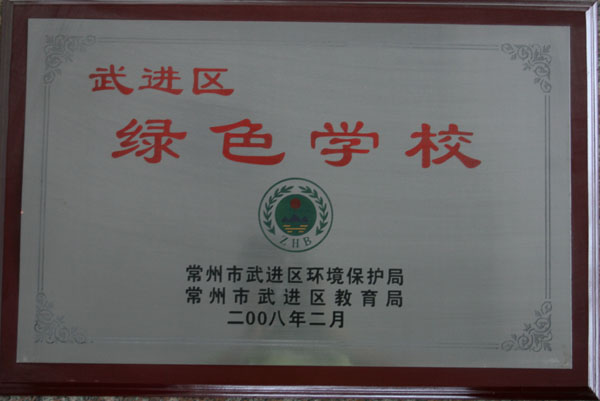 武进区
绿色学校
ZHB
常州市武进区环境保护局
常州市武进区教育局
二00八年二月